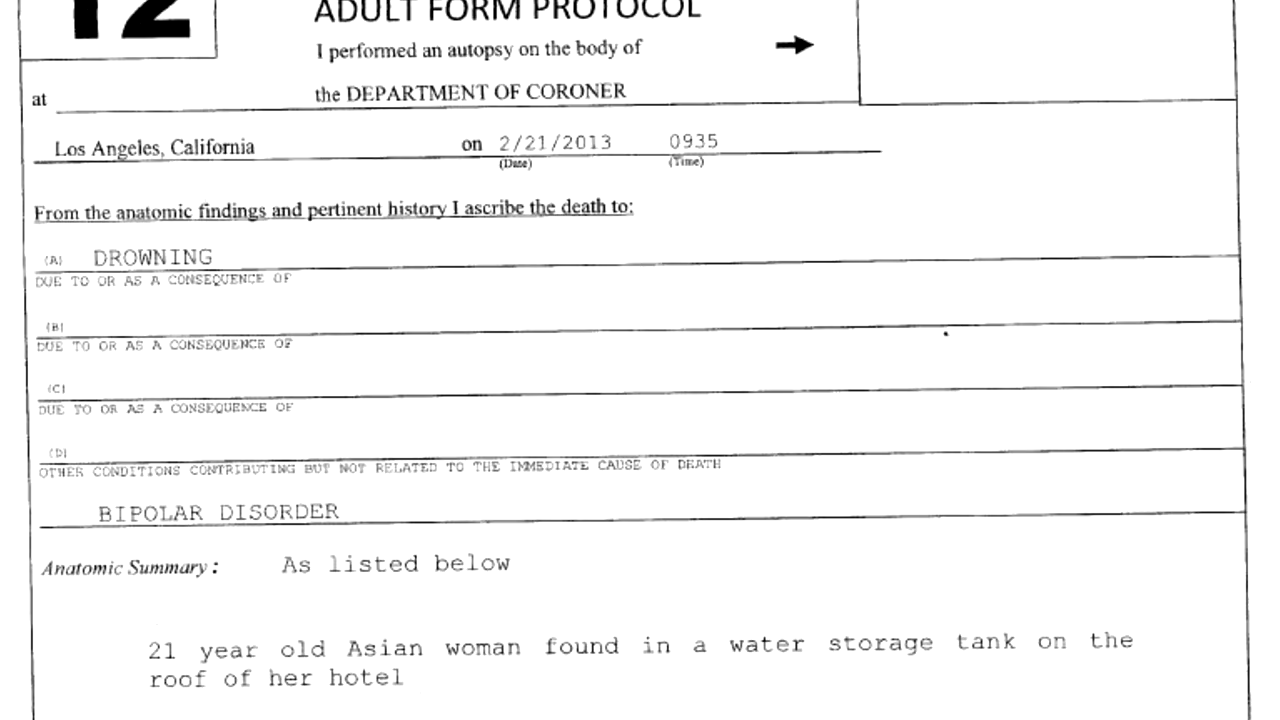 12
ADULT FORM PROTOCOL
I performed an autopsy on the body of
at
the DEPARTMENT OF CORONER
Los Angeles, California on 2/21/2013 0935
(Date) (Time)
From the anatomic findings and pertinent history I ascribe the death to:
(A) DROWNING
DUE TO OR AS A CONSEQUENCE OF
(B)
DUE TO OR AS A CONSEQUENCE OF
(C)
DUE TO OR AS A CONSEQUENCE OF
(D)
OTHER CONDITIONS CONTRIBUTING BUT NOT RELATED TO THE IMMEDIATE CAUSE OF DEATH
BIPOLAR DISORDER
Anatomic Summary: As listed below
21 year old Asian woman found in a water storage tank on the
roof of her hotel